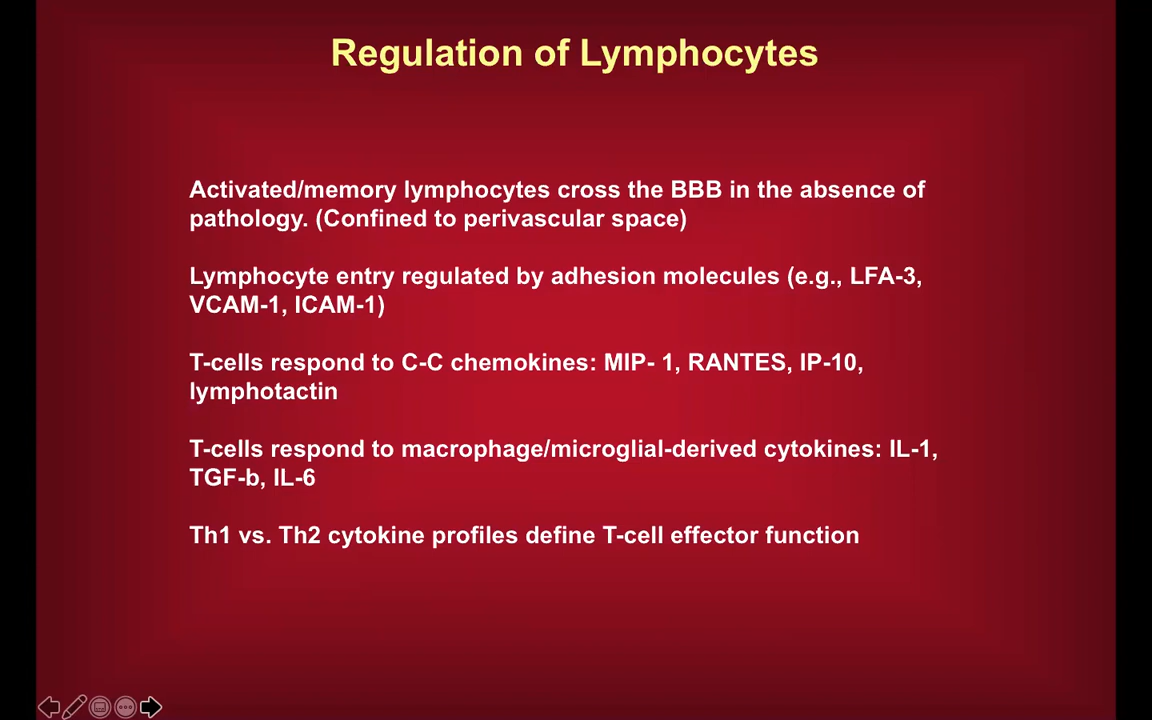 Regulation of Lymphocytes
Activated/memory lymphocytes cross the BBB in the absence of
pathology. (Confined to perivascular space)
Lymphocyte entry regulated by adhesion molecules (e.g., LFA-3,
VCAM-1, ICAM-1)
T-cells respond to C-C chemokines: MIP- 1, RANTES, IP-10,
lymphotactin
T-cells respond to macrophage/microglial-derived cytokines: IL-1,
TGF-b, IL-6
Th1 vs. Th2 cytokine profiles define T-cell effector function